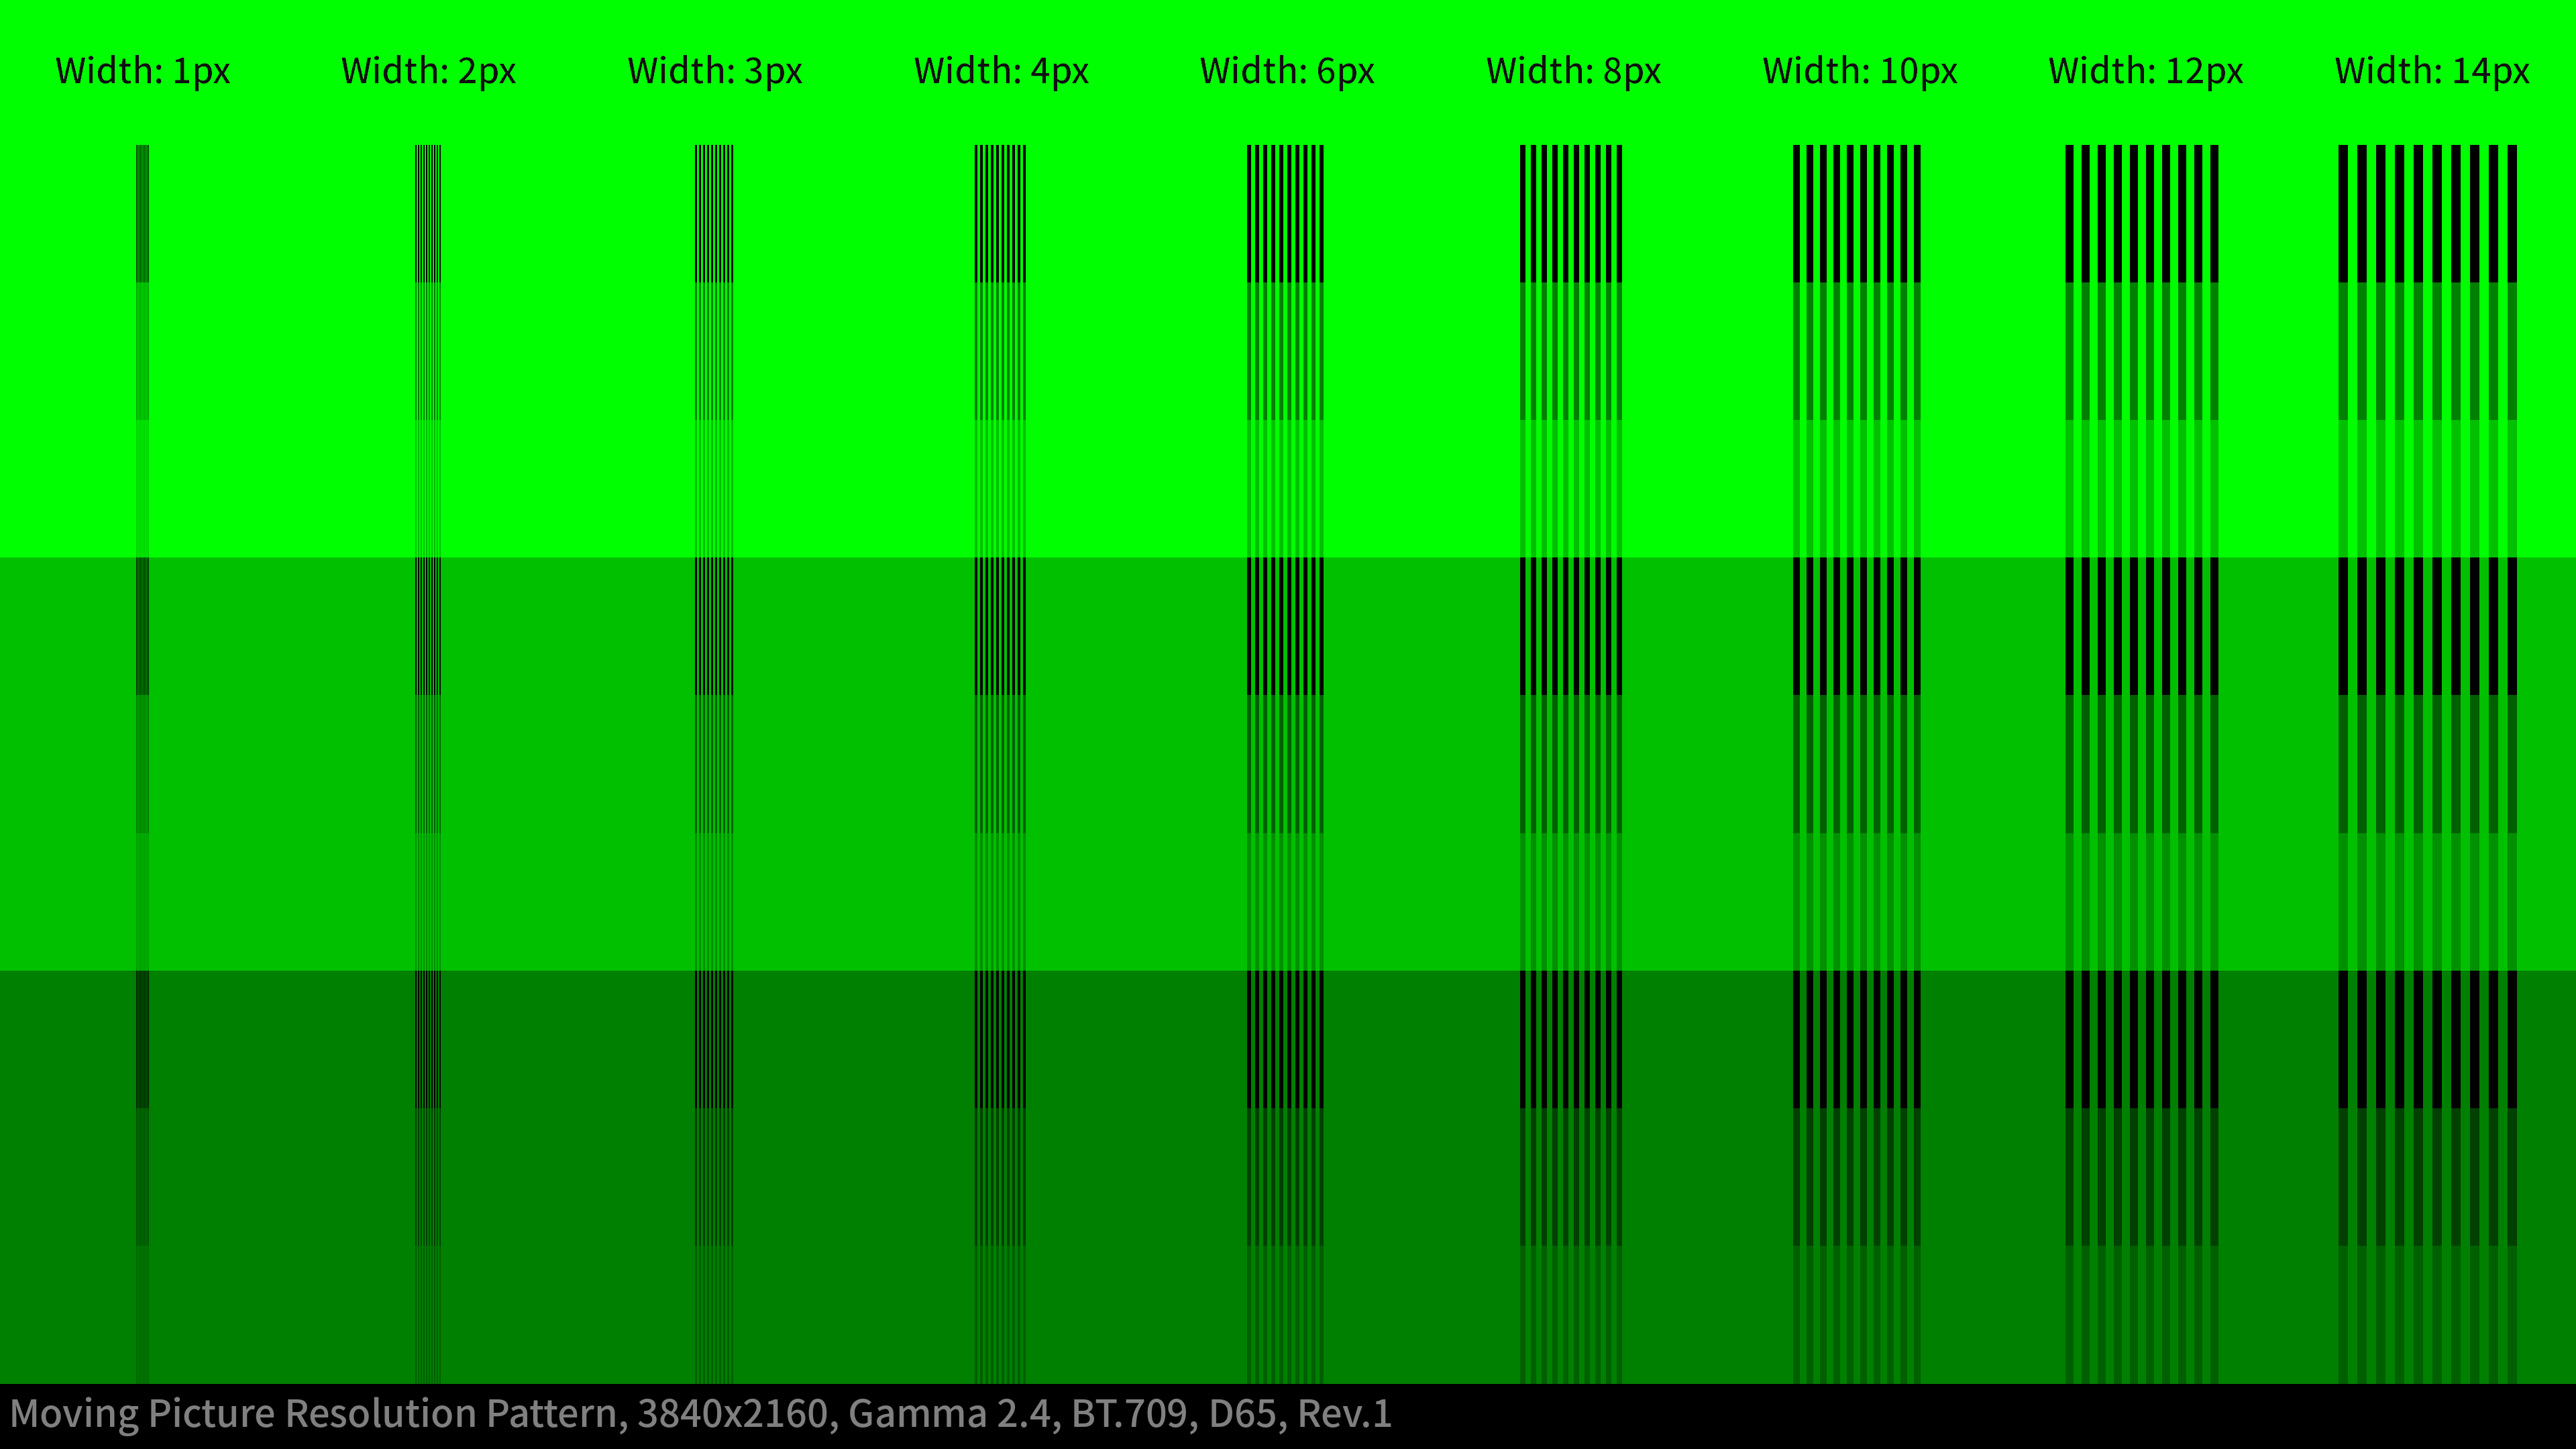 Width: 1px Width: 2px Width: 3px Width: 4px Width: 6px Width: 8px Width: 10px Width: 12px Width: 14px
Moving Picture Resolution Pattern, 3840x2160, Gamma 2.4, BT.709, D65, Rev.1